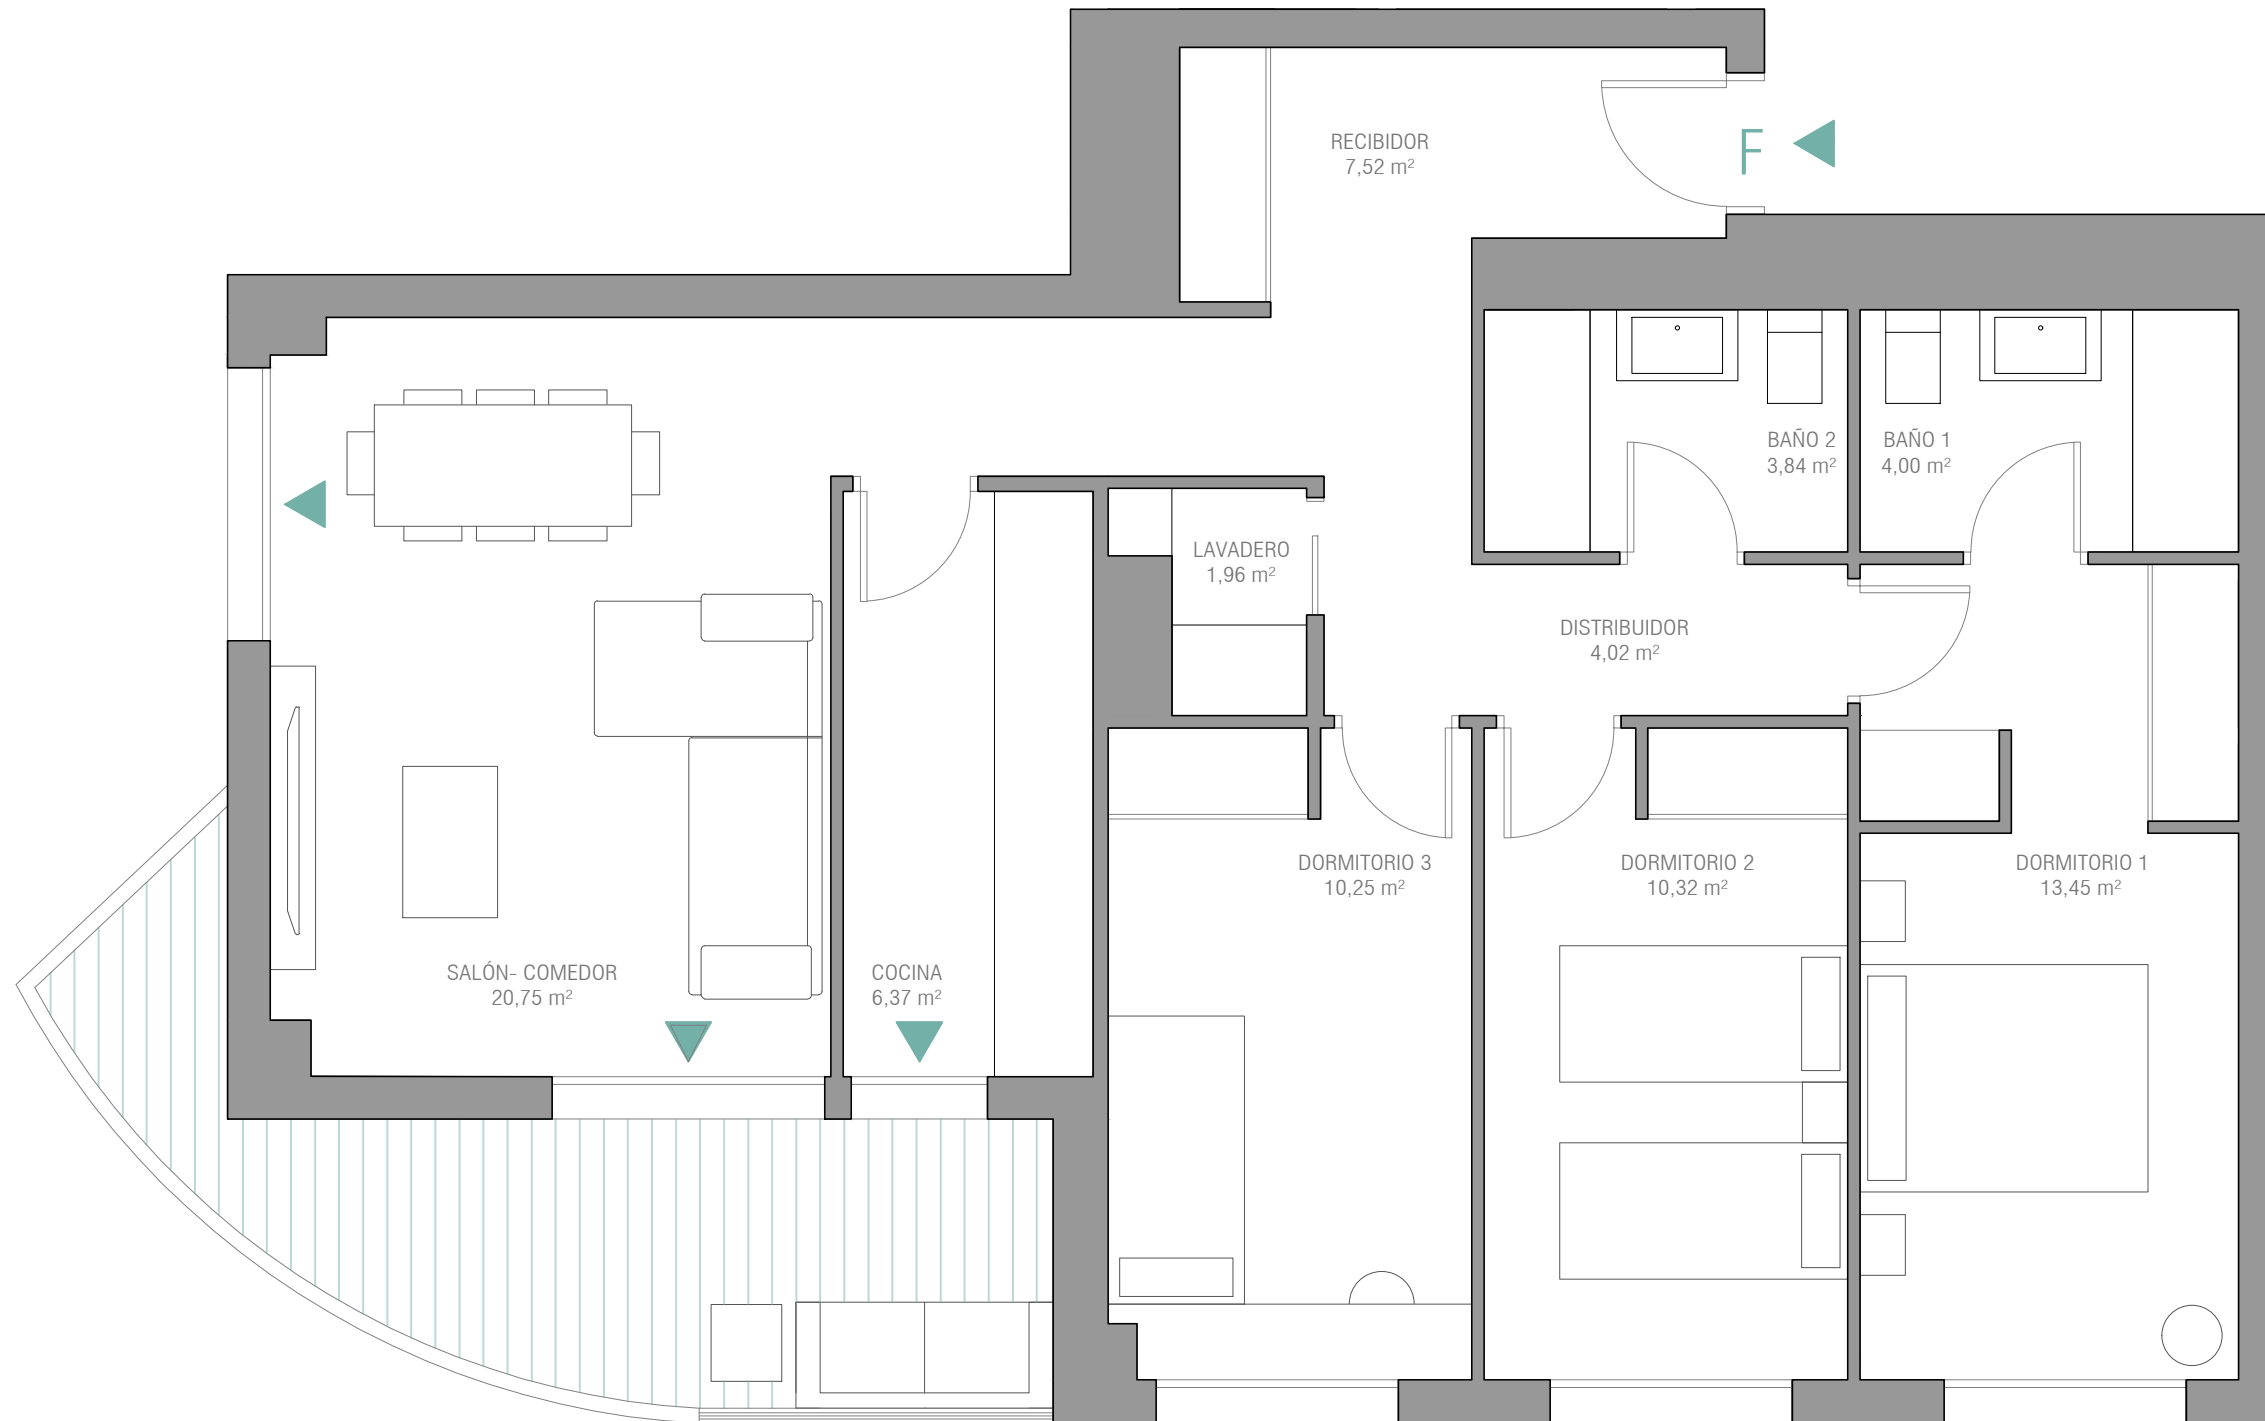 RECIBIDOR
7,52 m²
F
BAÑO 2
3,84 m²
BAÑO 1
4,00 m²
LAVADERO
1,96 m²
DISTRIBUIDOR
4,02 m²
DORMITORIO 3
10,25 m²
DORMITORIO 2
10,32 m²
DORMITORIO 1
13,45 m²
SALÓN- COMEDOR
20,75 m²
COCINA
6,37 m²